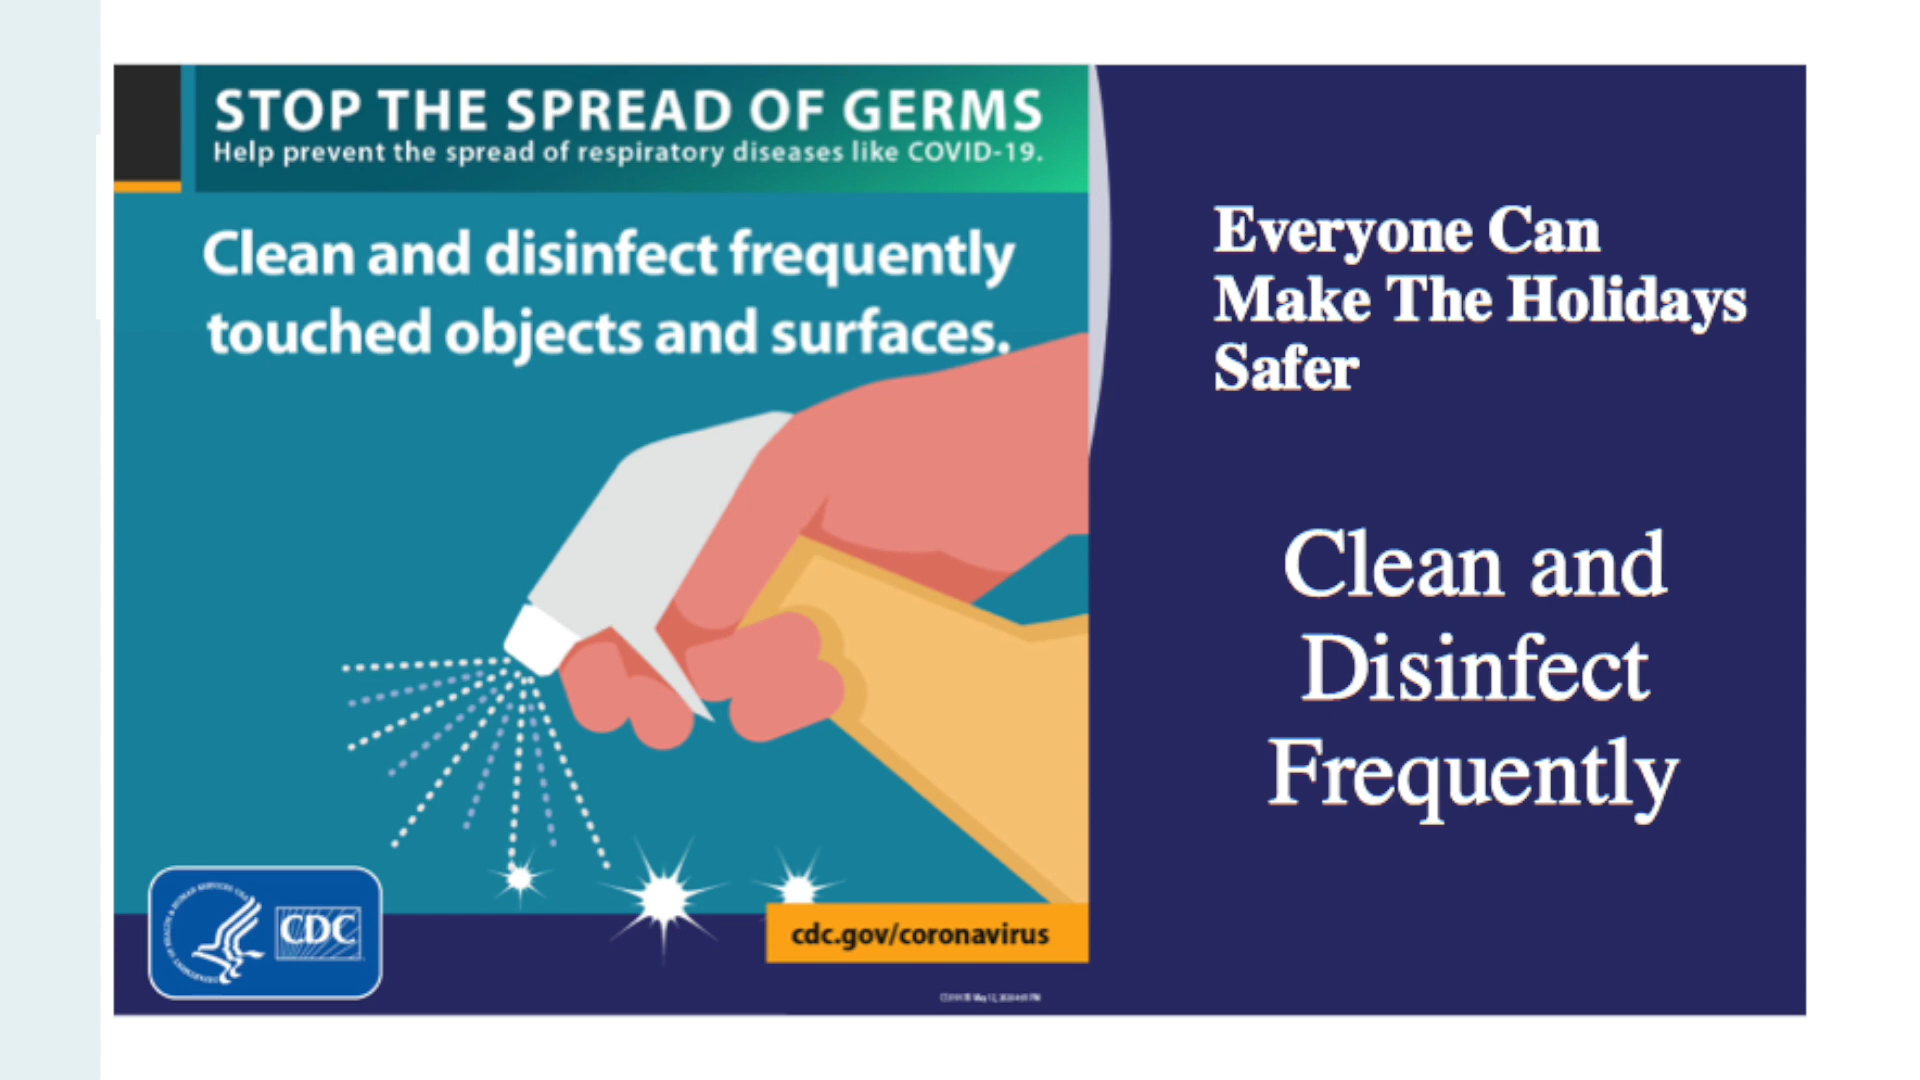 STOP THE SPREAD OF GERMS
Help prevent the spread of respiratory diseases like COVID-19.
Clean and disinfect frequently
touched objects and surfaces.
CDC
cdc.gov/coronavirus
Everyone Can
Make The Holidays
Safer
Clean and
Disinfect
Frequently